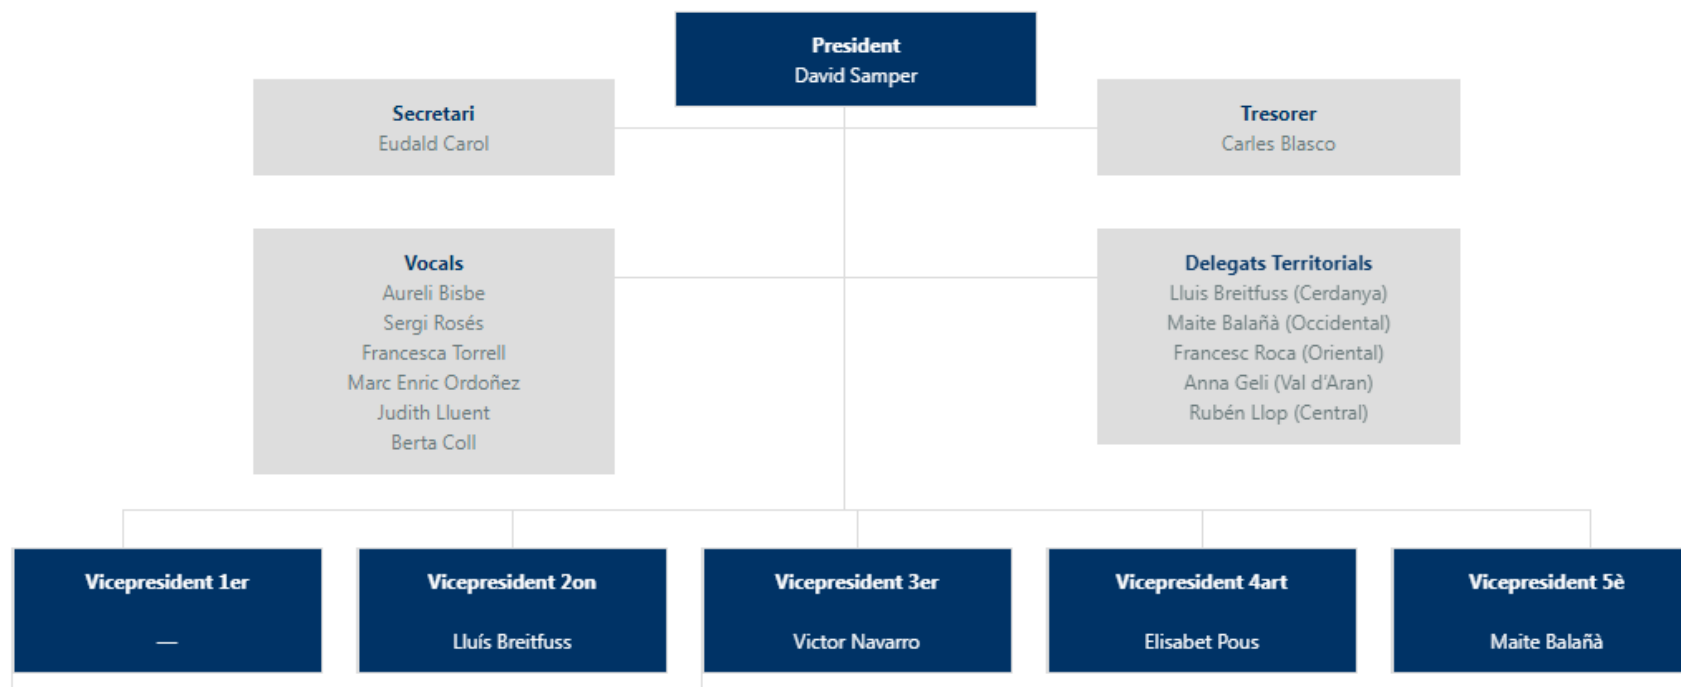 President
David Samper
Secretari
Eudald Carol
Tresorer
Carles Blasco
Vocals
Aureli Bisbe
Sergi Rosés
Francesca Torrell
Marc Enric Ordoñez
Judith Lluent
Berta Coll
Delegats Territorials
Lluis Breitfuss (Cerdanya)
Maite Balañà (Occidental)
Francesc Roca (Oriental)
Anna Geli (Val d’Aran)
Rubén Llop (Central)
Vicepresident 1er
—
Vicepresident 2on
Lluís Breitfuss
Vicepresident 3er
Victor Navarro
Vicepresident 4art
Elisabet Pous
Vicepresident 5è
Maite Balañà